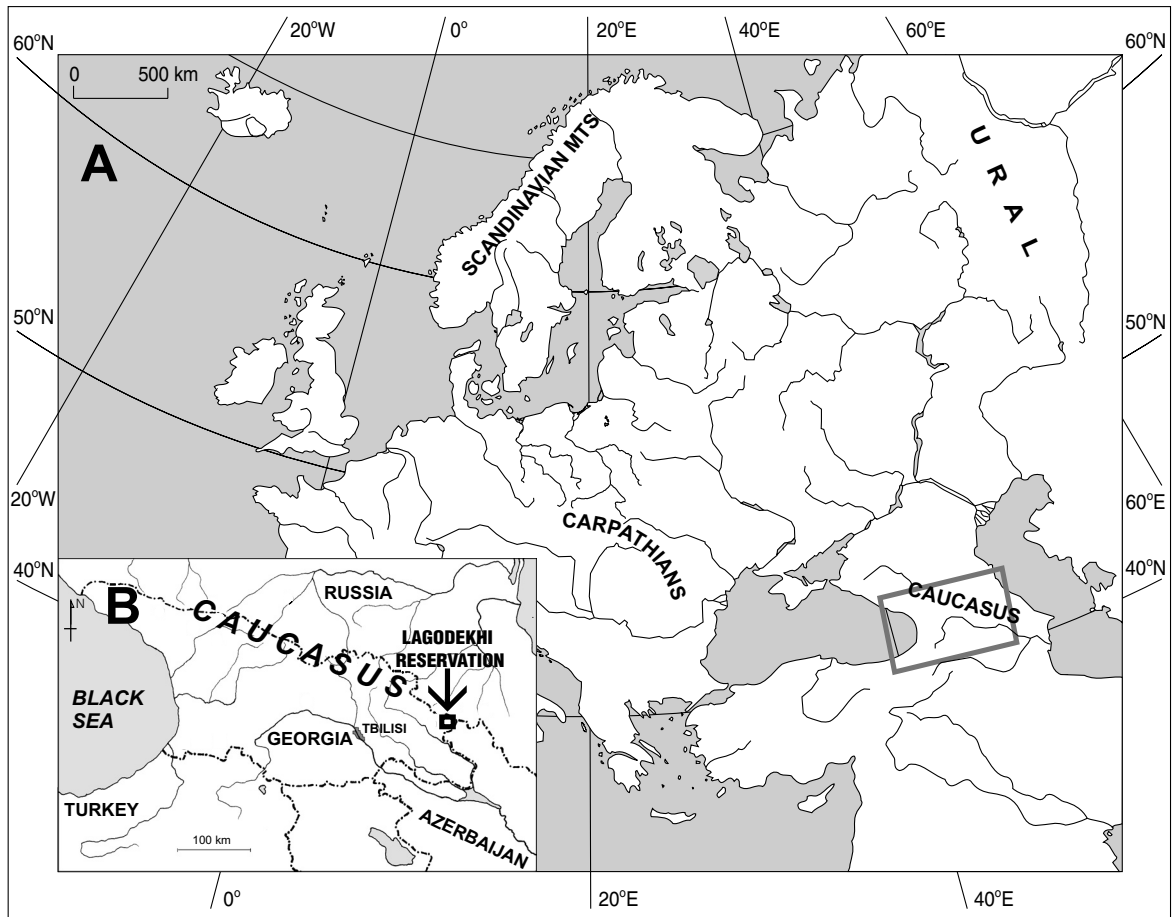 20°W
0°
20°E
40°E
60°E
60°N
60°N
0 500 km
A
SCANDINAVIAN MTS
URAL
50°N
50°N
20°W
60°E
CARPATHIANS
40°N
40°N
CAUCASUS
B
N
RUSSIA
CAUCASUS
LAGODEKHI
RESERVATION
BLACK
SEA
TBILISI
GEORGIA
TURKEY
AZERBAIJAN
100 km
0°
20°E
40°E